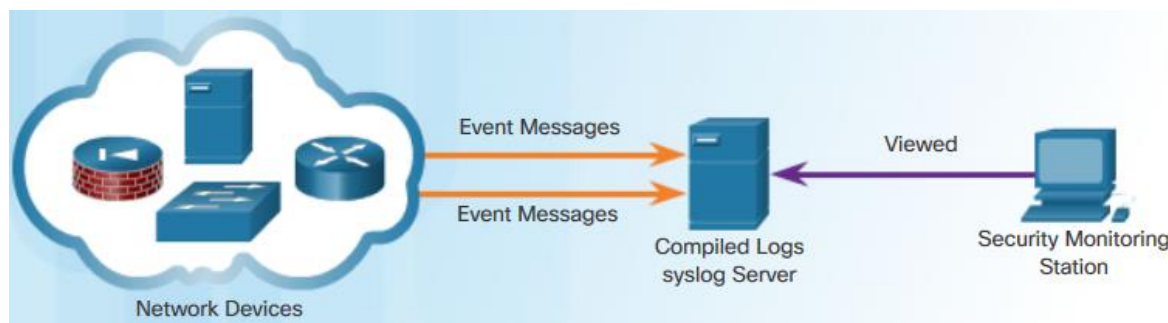 Event Messages
Event Messages
Network Devices
Compiled Logs
syslog Server
Viewed
Security Monitoring
Station